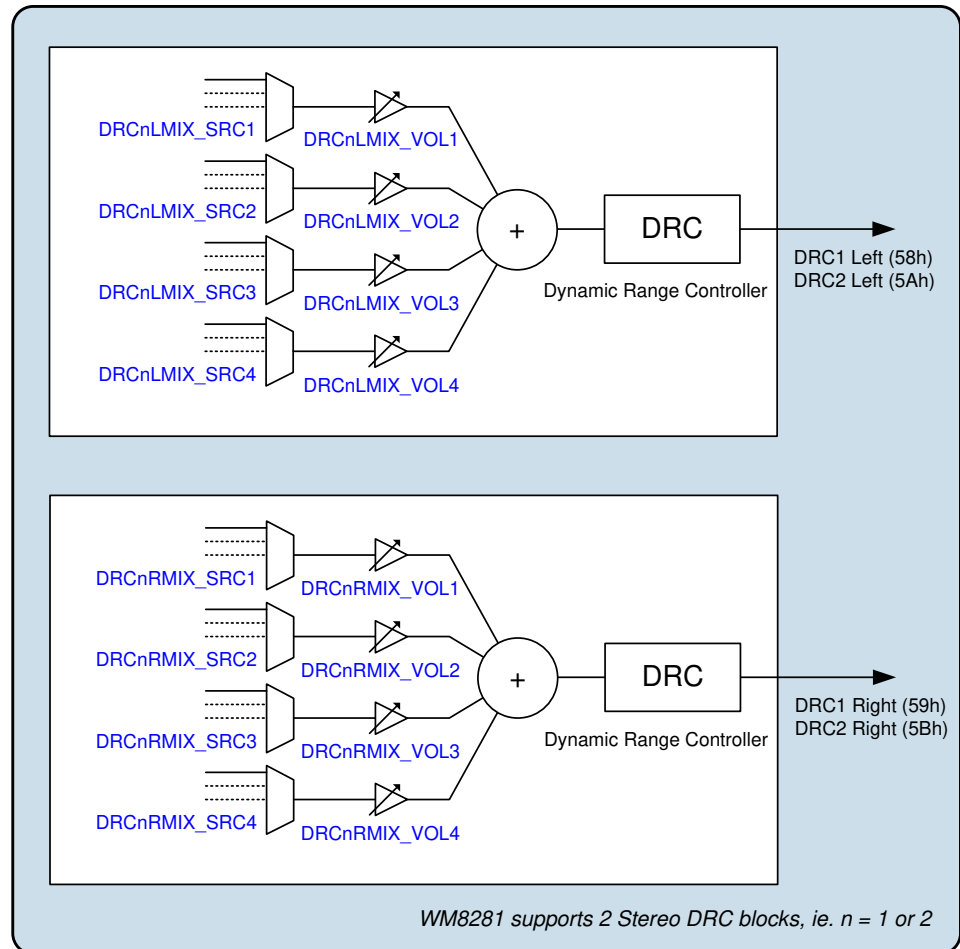 DRCnLMIX_SRC1
DRCnLMIX_VOL1
DRCnLMIX_SRC2
DRCnLMIX_VOL2
DRCnLMIX_SRC3
DRCnLMIX_VOL3
DRCnLMIX_SRC4
DRCnLMIX_VOL4
+
DRC
Dynamic Range Controller
DRC1 Left (58h)
DRC2 Left (5Ah)
DRCnRMIX_SRC1
DRCnRMIX_VOL1
DRCnRMIX_SRC2
DRCnRMIX_VOL2
DRCnRMIX_SRC3
DRCnRMIX_VOL3
DRCnRMIX_SRC4
DRCnRMIX_VOL4
+
DRC
Dynamic Range Controller
DRC1 Right (59h)
DRC2 Right (5Bh)
WM8281 supports 2 Stereo DRC blocks, ie. n = 1 or 2